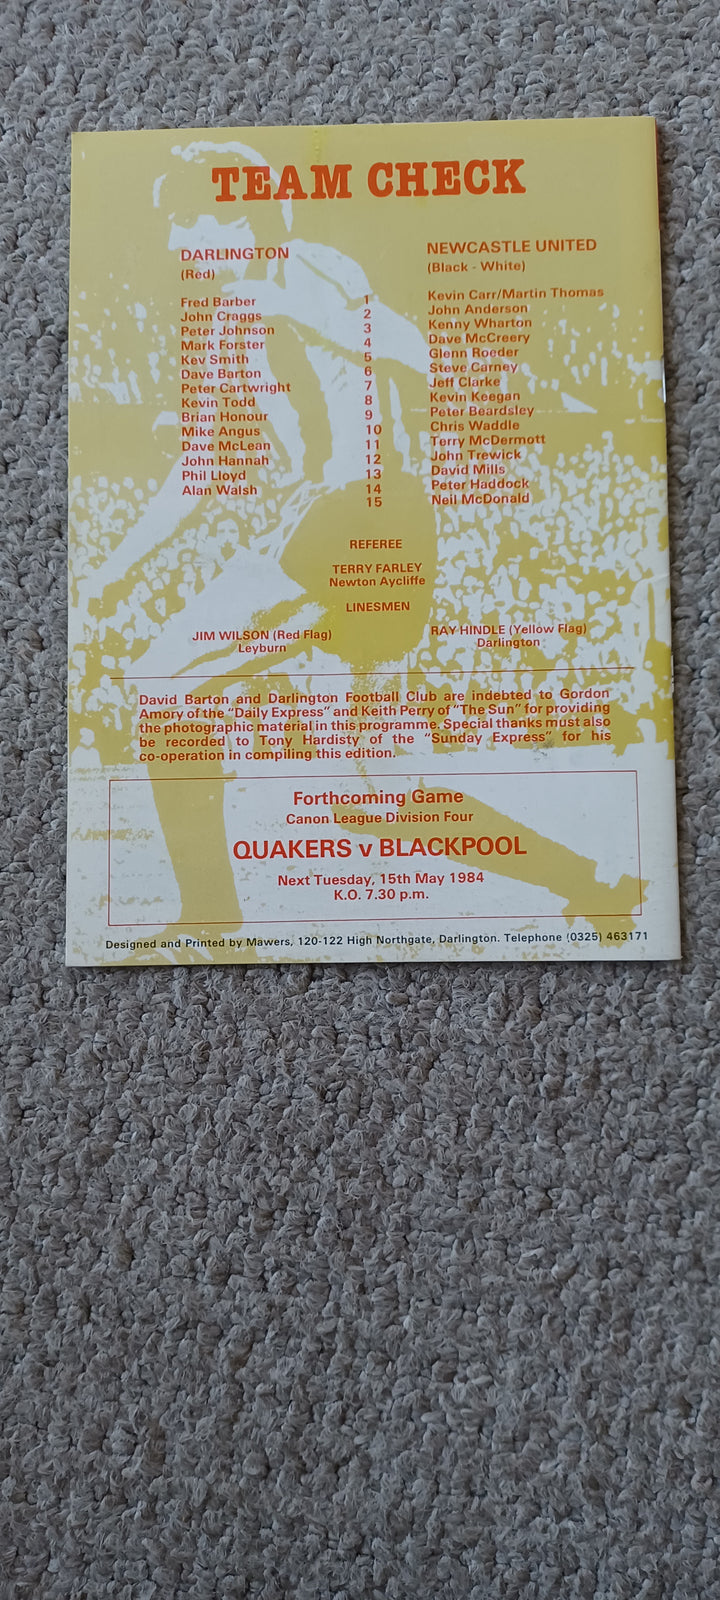 TEAM CHECK
DARLINGTON
(Red)
NEWCASTLE UNITED
(Black - White)
Fred Barber 1 Kevin Carr/Martin Thomas
John Craggs 2 John Anderson
Peter Johnson 3 Kenny Wharton
Mark Forster 4 Dave McCreery
Kev Smith 5 Glenn Roeder
Dave Barton 6 Steve Carney
Peter Cartwright 7 Jeff Clarke
Kevin Todd 8 Kevin Keegan
Brian Honour 9 Peter Beardsley
Mike Angus 10 Chris Waddle
Dave McLean 11 Terry McDermott
John Hannah 12 John Trewick
Phil Lloyd 13 David Mills
Alan Walsh 14 Peter Haddock
15 Neil McDonald
REFEREE
TERRY FARLEY
Newton Aycliffe
LINESMEN
JIM WILSON (Red Flag)
Leyburn
RAY HINDLE (Yellow Flag)
Darlington
David Barton and Darlington Football Club are indebted to Gordon
Amory of the "Daily Express" and Keith Perry of "The Sun" for providing
the photographic material in this programme. Special thanks must also
be recorded to Tony Hardisty of the "Sunday Express" for his
co-operation in compiling this edition.
Forthcoming Game
Canon League Division Four
QUAKERS v BLACKPOOL
Next Tuesday, 15th May 1984
K.O. 7.30 p.m.
Designed and Printed by Mawers, 120-122 High Northgate, Darlington. Telephone (0325) 463171